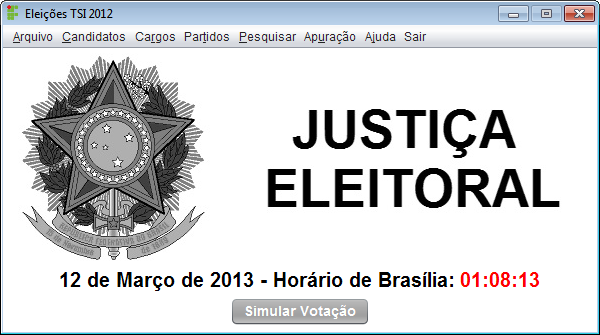 Eleições TSI 2012
Arquivo Candidatos Cargos Partidos Pesquisar Apuração Ajuda Sair
JUSTIÇA
ELEITORAL
12 de Março de 2013 - Horário de Brasília: 01:08:13
Simular Votação